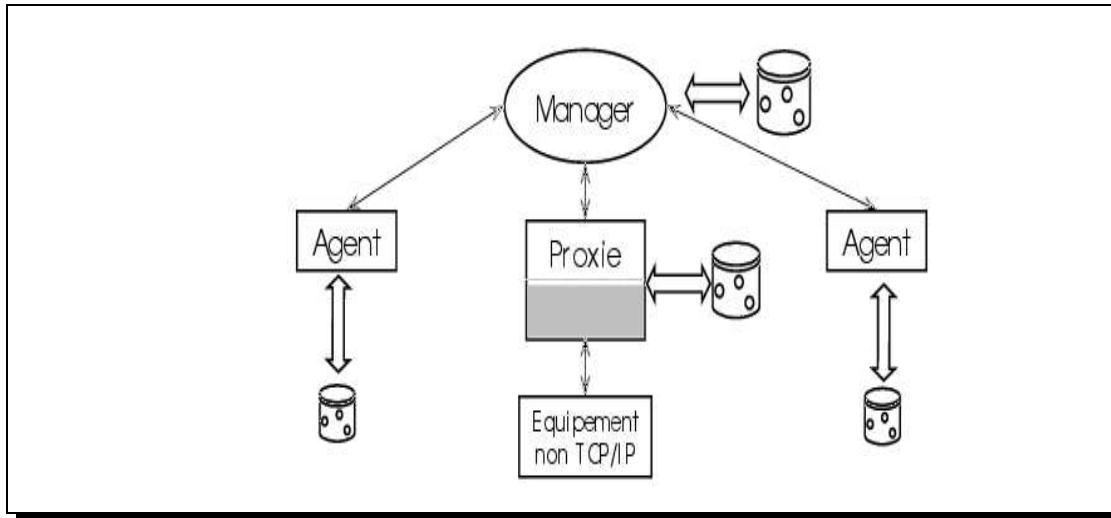 Manager
Agent
Proxie
Agent
Equipement
non TCP/IP